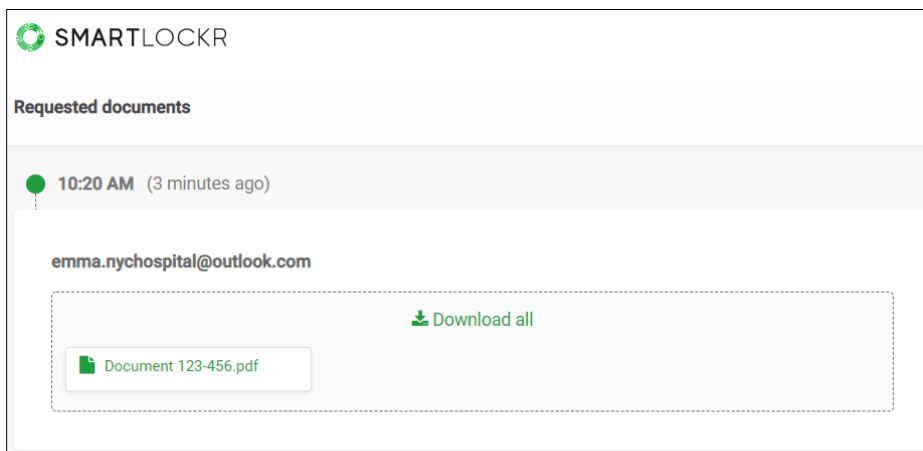 SMARTLOCKR
Requested documents
10:20 AM (3 minutes ago)
emma.nychospital@outlook.com
Download all
Document 123-456.pdf